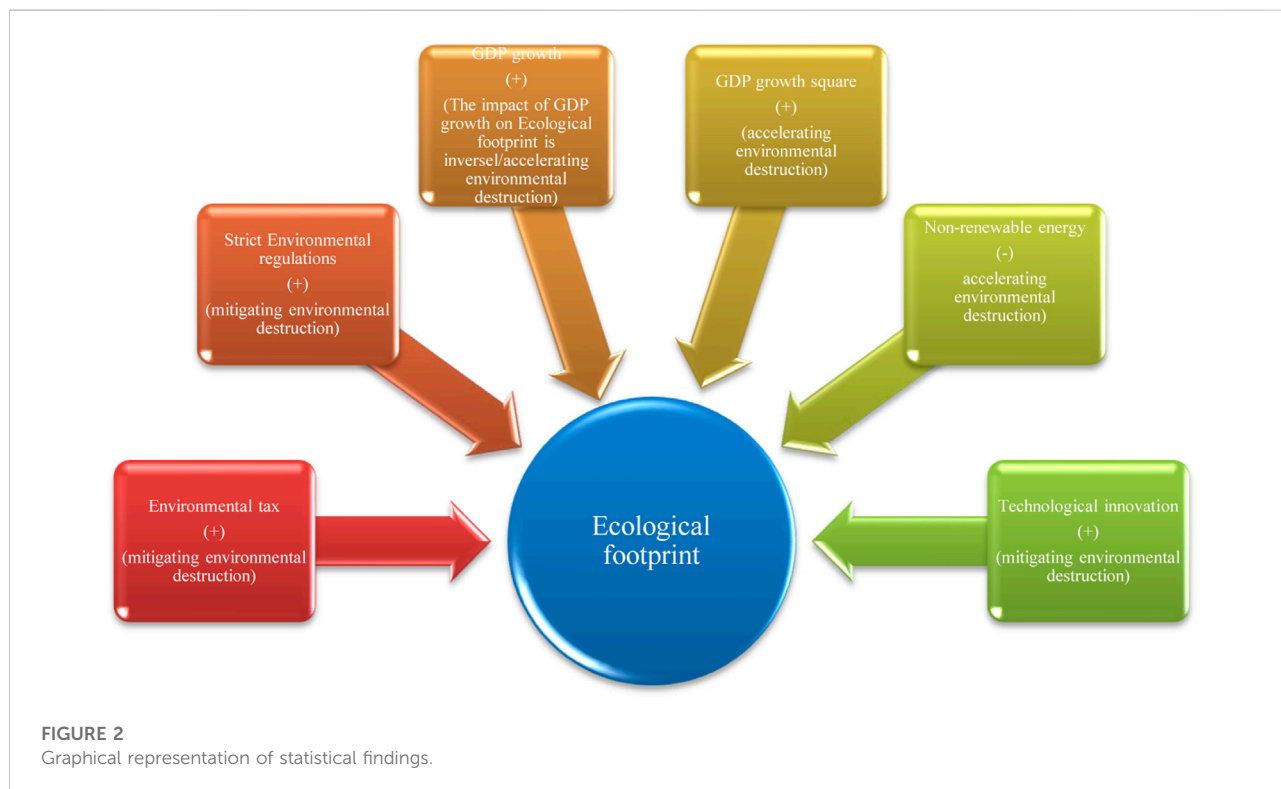 GDP growth
(+)
(The impact of GDP
growth on Ecological
footprint is
inversel/accelerating
environmental
destruction)
GDP growth square
(+)
(accelerating
environmental
destruction)
Strict Environmental
regulations
(+)
(mitigating environmental
destruction)
Non-renewable energy
(-)
accelerating
environmental
destruction)
Environmental tax
(+)
(mitigating environmental
destruction)
Ecological
footprint
Technological innovation
(+)
(mitigating environmental
destruction)
FIGURE 2
Graphical representation of statistical findings.